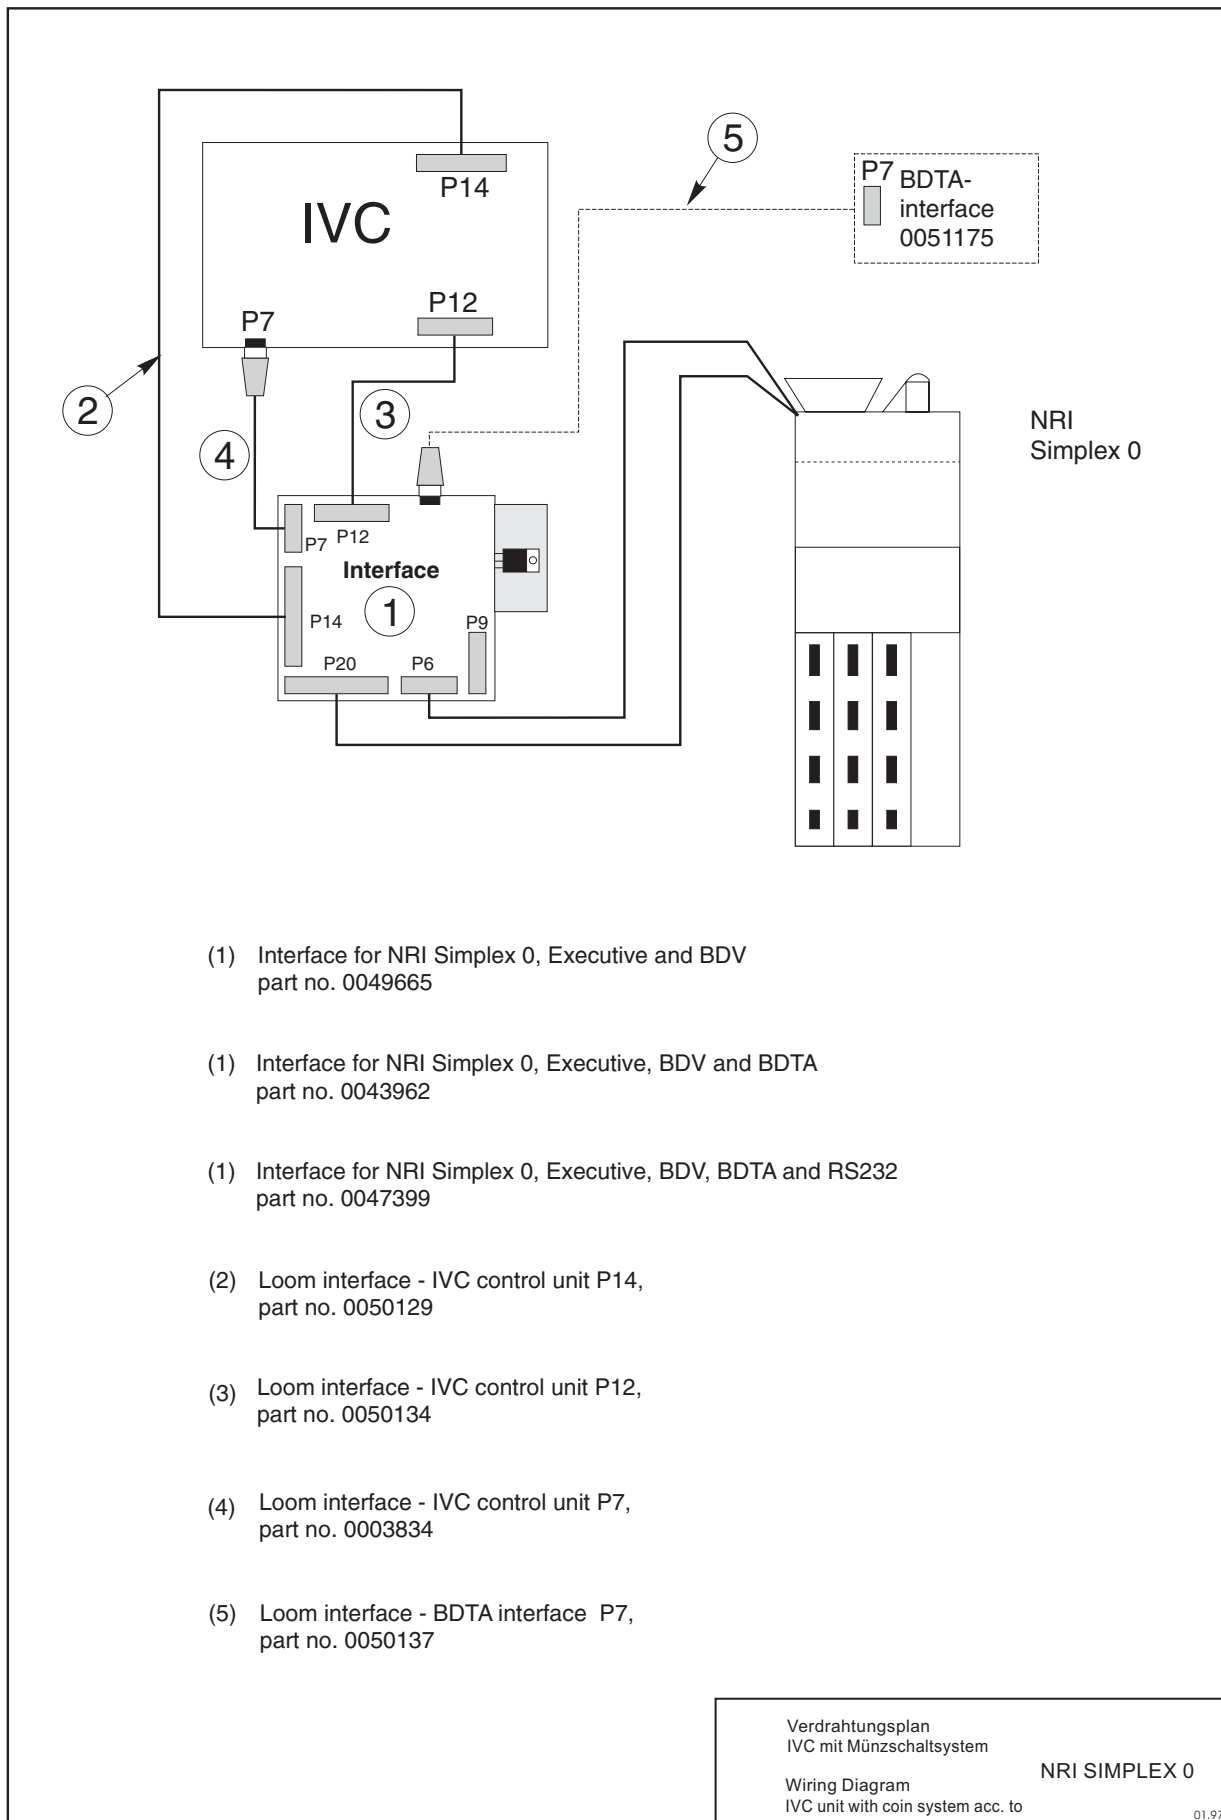 5
P7 BDTA-
interface
0051175
P14
IVC
P12
P7
2
3
4
NRI
Simplex 0
P7
P12
Interface
1
P14
P9
P20
P6
(1) Interface for NRI Simplex 0, Executive and BDV
part no. 0049665
(1) Interface for NRI Simplex 0, Executive, BDV and BDTA
part no. 0043962
(1) Interface for NRI Simplex 0, Executive, BDV, BDTA and RS232
part no. 0047399
(2) Loom interface - IVC control unit P14,
part no. 0050129
(3) Loom interface - IVC control unit P12,
part no. 0050134
(4) Loom interface - IVC control unit P7,
part no. 0003834
(5) Loom interface - BDTA interface P7,
part no. 0050137
Verdrahtungsplan
IVC mit Münzschaltsystem
NRI SIMPLEX 0
Wiring Diagram
IVC unit with coin system acc. to
01.97